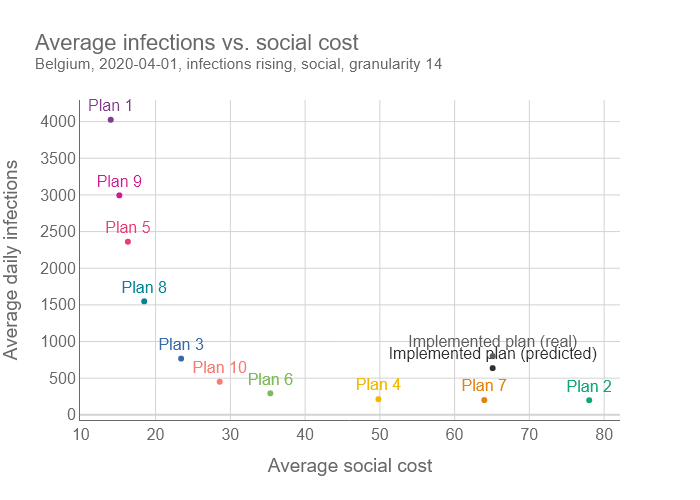 Average infections vs. social cost
Belgium, 2020-04-01, infections rising, social, granularity 14
Average daily infections
4000
3500
3000
2500
2000
1500
1000
500
0
Plan 1
Plan 9
Plan 5
Plan 8
Plan 3
Plan 10
Plan 6
Implemented plan (real)
Implemented plan (predicted)
Plan 4
Plan 7
Plan 2
10 20 30 40 50 60 70 80
Average social cost